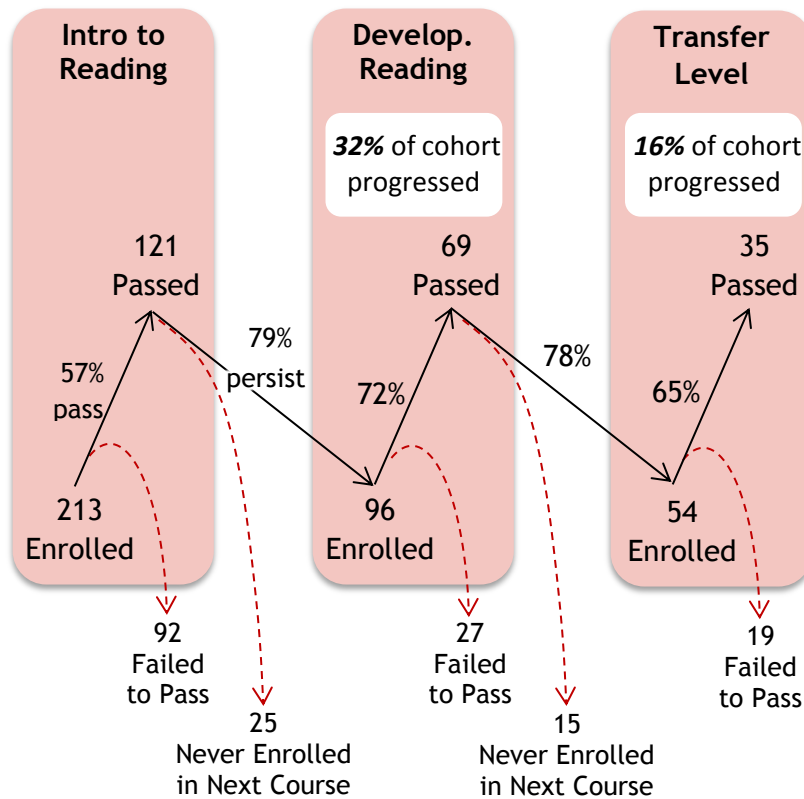 Intro to
Reading
121
Passed
57%
pass
213
Enrolled
92
Failed
to Pass
79%
persist
25
Never Enrolled
in Next Course
Develop.
Reading
32% of cohort
progressed
69
Passed
72%
96
Enrolled
27
Failed
to Pass
78%
15
Never Enrolled
in Next Course
Transfer
Level
16% of cohort
progressed
35
Passed
65%
54
Enrolled
19
Failed
to Pass